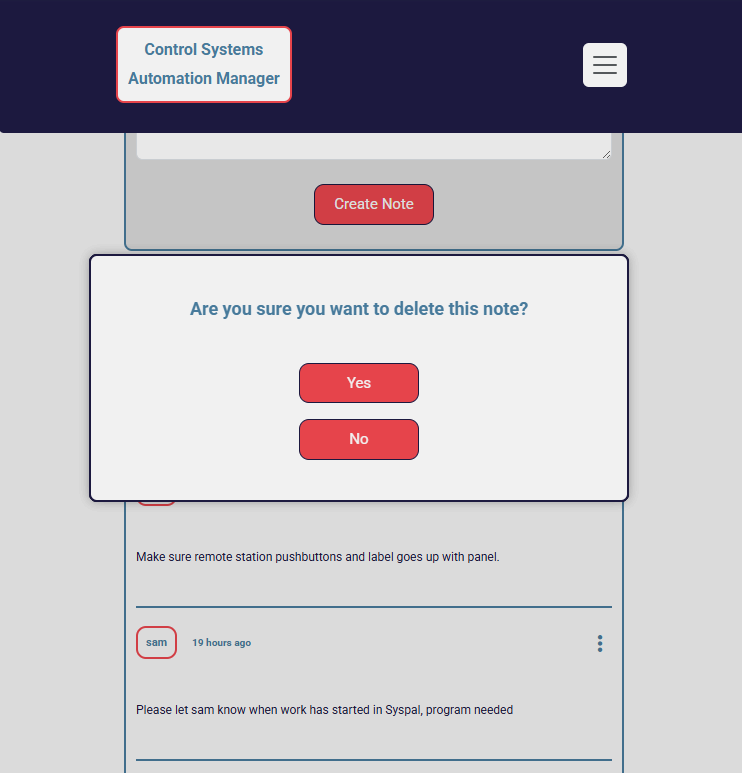 Control Systems
Automation Manager
Create Note
Are you sure you want to delete this note?
Yes
No
Make sure remote station pushbuttons and label goes up with panel.
sam 19 hours ago
Please let sam know when work has started in Syspal, program needed